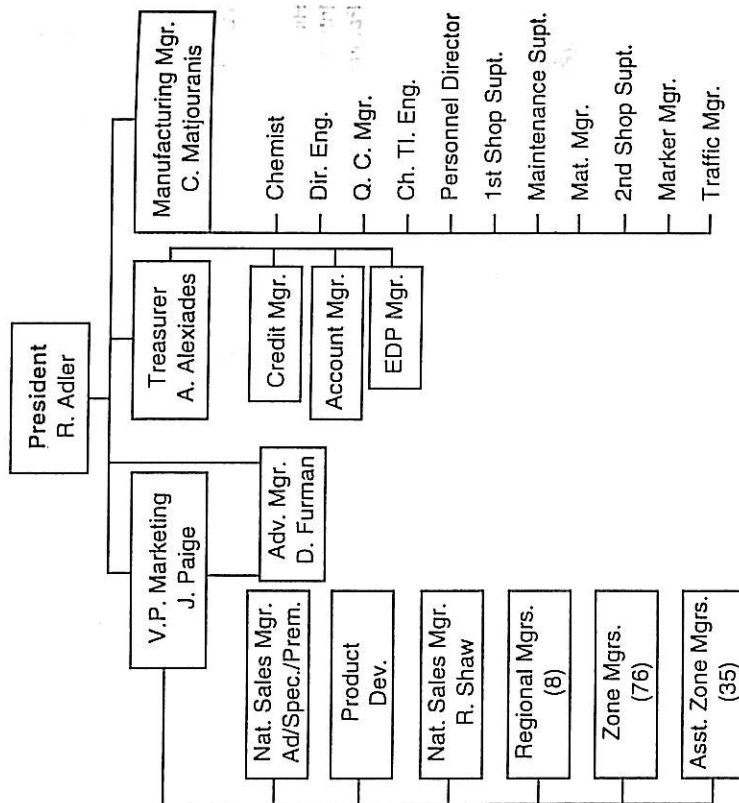 President
R. Adler
V.P. Marketing
J. Paige
Treasurer
A. Alexiades
Manufacturing Mgr.
C. Matjouranis
Adv. Mgr.
D. Furman
Nat. Sales Mgr.
Ad/Spec./Prem.
Product
Dev.
Nat. Sales Mgr.
R. Shaw
Regional Mgrs.
(8)
Zone Mgrs.
(76)
Asst. Zone Mgrs.
(35)
Credit Mgr.
Account Mgr.
EDP Mgr.
Chemist
Dir. Eng.
Q. C. Mgr.
Ch. Tl. Eng.
Personnel Director
1st Shop Supt.
Maintenance Supt.
Mat. Mgr.
2nd Shop Supt.
Marker Mgr.
Traffic Mgr.